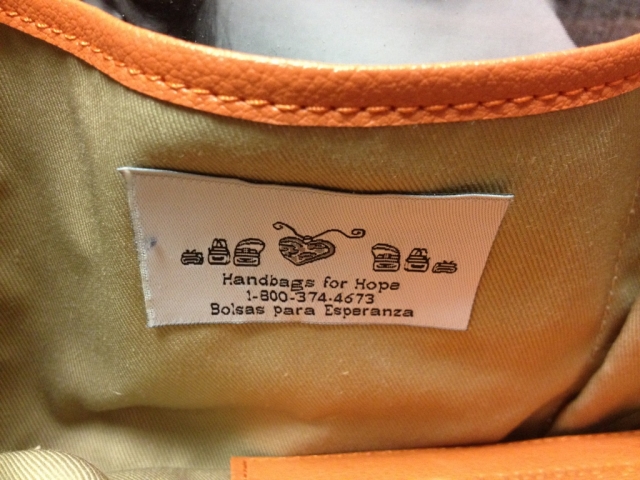 Handbags for Hope
1-800-374-4673
Bolsas para Esperanza